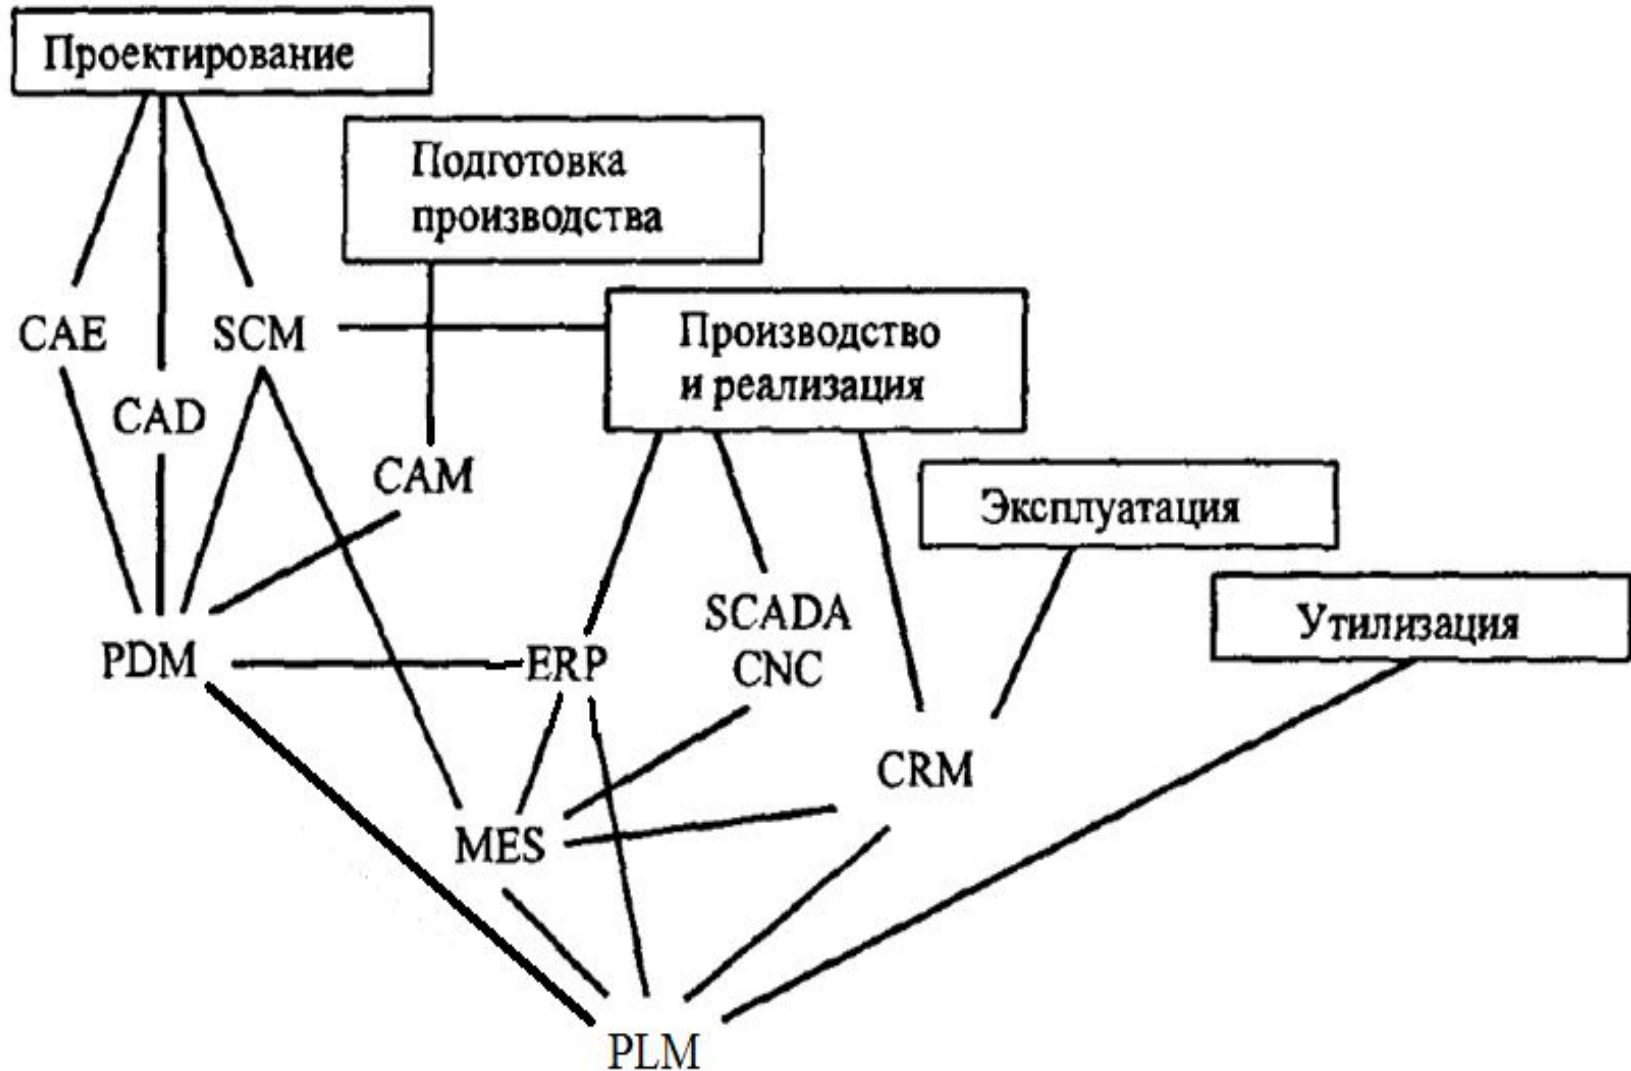 Проектирование
Подготовка
производства
Производство
и реализация
CAE
SCM
CAD
CAM
Эксплуатация
SCADA
CNC
Утилизация
PDM
ERP
CRM
MES
PLM